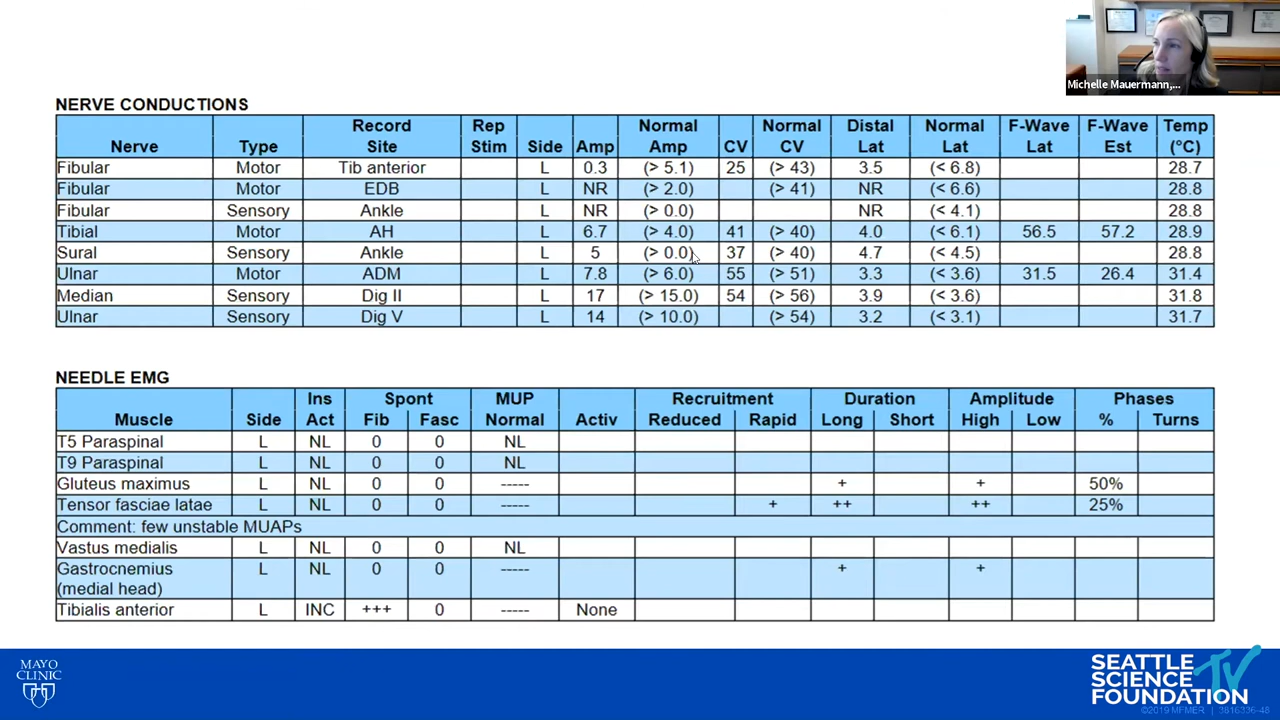 Michelle Mauermann,...
NERVE CONDUCTIONS
Nerve Type Record Site Rep Stim Side Amp Normal Amp CV Normal CV Distal Lat Normal Lat F-Wave Lat F-Wave Est Temp (°C)
Fibular Motor Tib anterior L 0.3 (> 5.1) 25 (> 43) 3.5 (< 6.8) 28.7
Fibular Motor EDB L NR (> 2.0) (> 41) NR (< 6.6) 28.8
Fibular Sensory Ankle L NR (> 0.0) NR (< 4.1) 28.8
Tibial Motor AH L 6.7 (> 4.0) 41 (> 40) 4.0 (< 6.1) 56.5 57.2 28.9
Sural Sensory Ankle L 5 (> 0.0) 37 (> 40) 4.7 (< 4.5) 28.8
Ulnar Motor ADM L 7.8 (> 6.0) 55 (> 51) 3.3 (< 3.6) 31.5 26.4 31.4
Median Sensory Dig II L 17 (> 15.0) 54 (> 56) 3.9 (< 3.6) 31.8
Ulnar Sensory Dig V L 14 (> 10.0) (> 54) 3.2 (< 3.1) 31.7
NEEDLE EMG
Ins Spont MUP Recruitment Duration Amplitude Phases
Muscle Side Act Fib Fasc Normal Activ Reduced Rapid Long Short High Low % Turns
T5 Paraspinal L NL 0 0 NL
T9 Paraspinal L NL 0 0 NL
Gluteus maximus L NL 0 0 ----- + + 50%
Tensor fasciae latae L NL 0 0 ----- + ++ ++ 25%
Comment: few unstable MUAPs
Vastus medialis L NL 0 0 NL
Gastrocnemius L NL 0 0 ----- + +
(medial head)
Tibialis anterior L INC +++ 0 ----- None
MAYO
CLINIC
SEATTLE
SCIENCE
FOUNDATION
TV
©2019 MFMER | 3816336-48